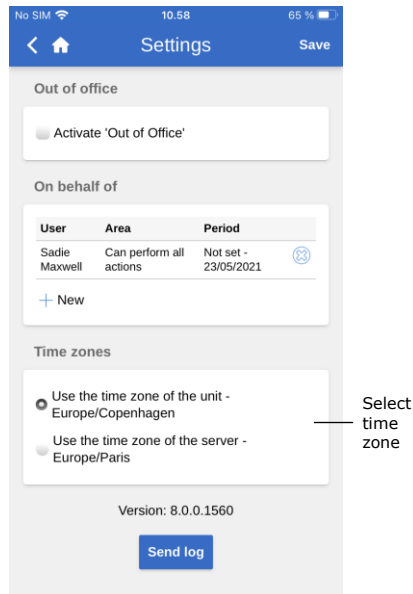 No SIM 10.58 65 %
Settings Save
Out of office
Activate 'Out of Office'
On behalf of
User Area Period
Sadie Can perform all Not set -
Maxwell actions 23/05/2021
New
Time zones
Use the time zone of the unit -
Europe/Copenhagen
Use the time zone of the server -
Europe/Paris
Select
time
zone
Version: 8.0.0.1560
Send log